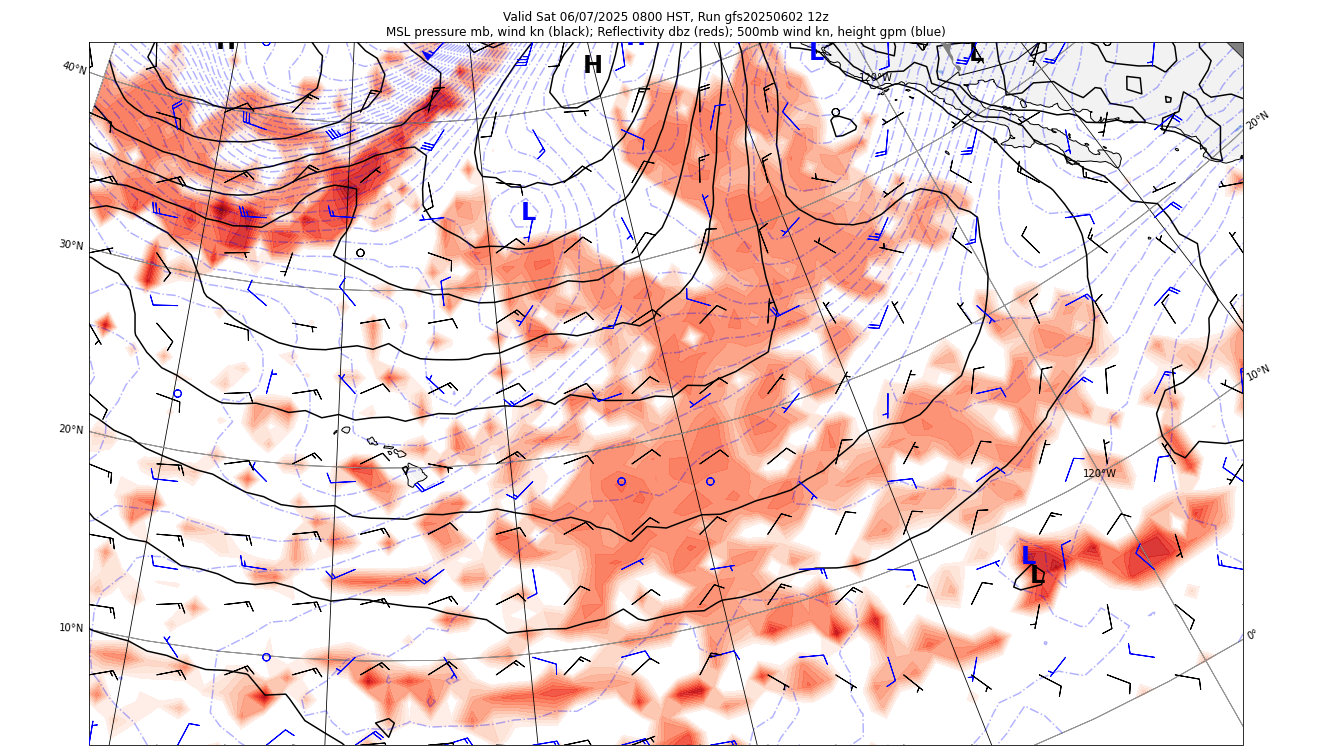 Valid Sat 06/07/2025 0800 HST, Run gfs20250602 12z
MSL pressure mb, wind kn (black); Reflectivity dbz (reds); 500mb wind kn, height gpm (blue)
H
H
H
L
L
40°N
120°W
0
20°N
L
30°N
10°N
20°N
120°W
L
L
10°N
0°